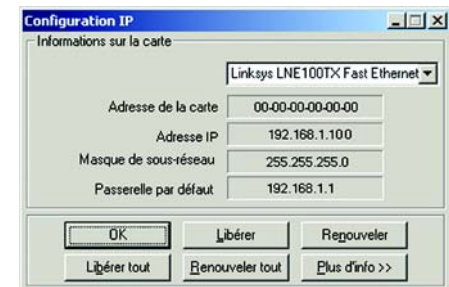 Configuration IP
Informations sur la carte
Linksys LNE100TX Fast Ethernet
Adresse de la carte 00-00-00-00-00-00
Adresse IP 192.168.1.100
Masque de sous-réseau 255.255.255.0
Passerelle par défaut 192.168.1.1
OK Libérer Renouveler
Libérer tout Renouveler tout Plus d'info >>